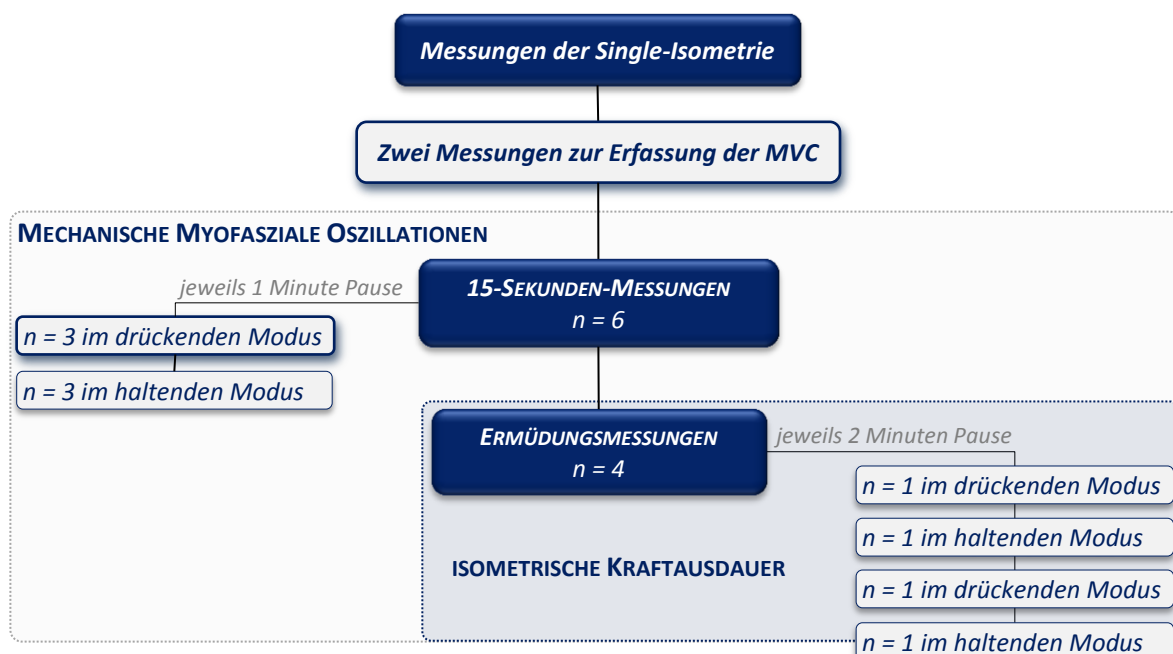 Messungen der Single-Isometrie
Zwei Messungen zur Erfassung der MVC
MECHANISCHE MYOFASZIALE OSZILLATIONEN
jeweils 1 Minute Pause
15-SEKUNDEN-MESSUNGEN
n = 6
n = 3 im drückenden Modus
n = 3 im haltenden Modus
ERMÜDUNGSMESSUNGEN
n = 4
jeweils 2 Minuten Pause
n = 1 im drückenden Modus
n = 1 im haltenden Modus
ISOMETRISCHE KRAFTAUSDAUER
n = 1 im drückenden Modus
n = 1 im haltenden Modus